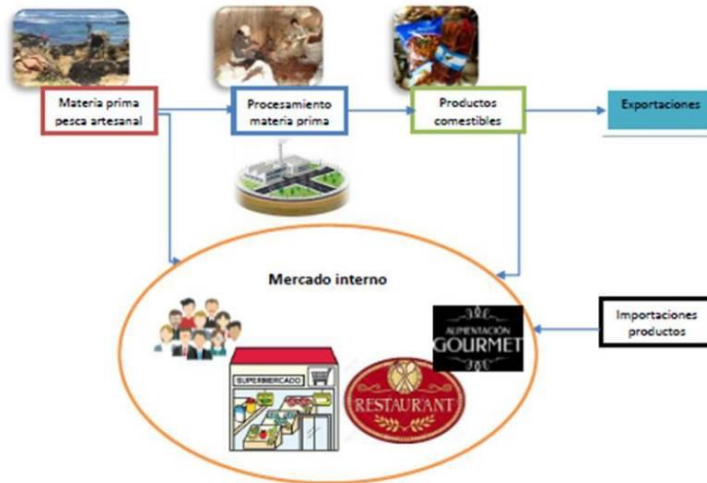 Materia prima
pesca artesanal
Procesamiento
materia prima
Productos
comestibles
Exportaciones
Mercado interno
ALIMENTACIÓN
GOURMET
Importaciones
productos
SUPERMERCADO
RESTAURANT